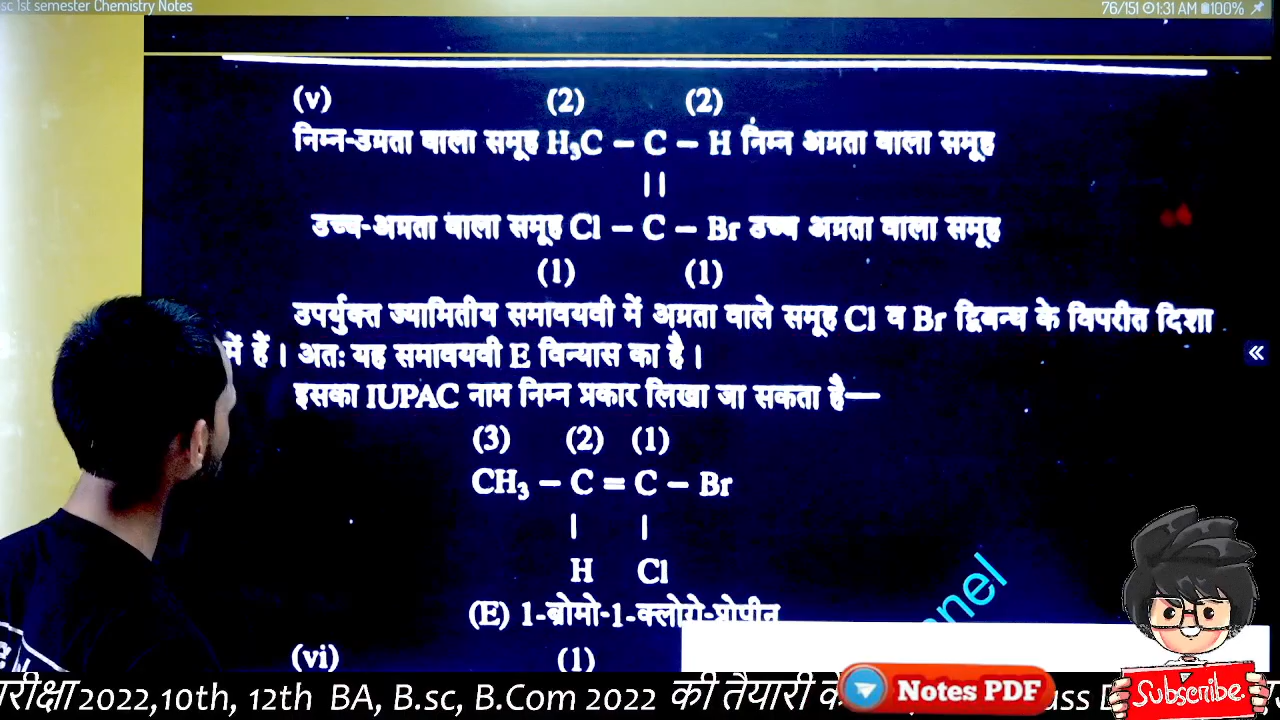 sc 1st semester Chemistry Notes
76/151 1:31 AM 100%
(v) (2) (2)
निम्न-उग्रता वाला समूह H₃C – C – H निम्न अग्रता वाला समूह
||
उच्च-अग्रता वाला समूह Cl – C – Br उच्च अग्रता वाला समूह
(1) (1)
उपर्युक्त ज्यामितीय समावयवी में अग्रता वाले समूह Cl व Br द्विबन्ध के विपरीत दिशा
में हैं। अतः यह समावयवी E विन्यास का है।
इसका IUPAC नाम निम्न प्रकार लिखा जा सकता है—
(3) (2) (1)
CH₃ – C = C – Br
| |
H Cl
(E) 1-ब्रोमो-1-क्लोरो-प्रोपीन
(vi) (1)
nel
रीक्षा 2022,10th, 12th BA, B.sc, B.Com 2022 की तैयारी
Notes PDF
Subscribe